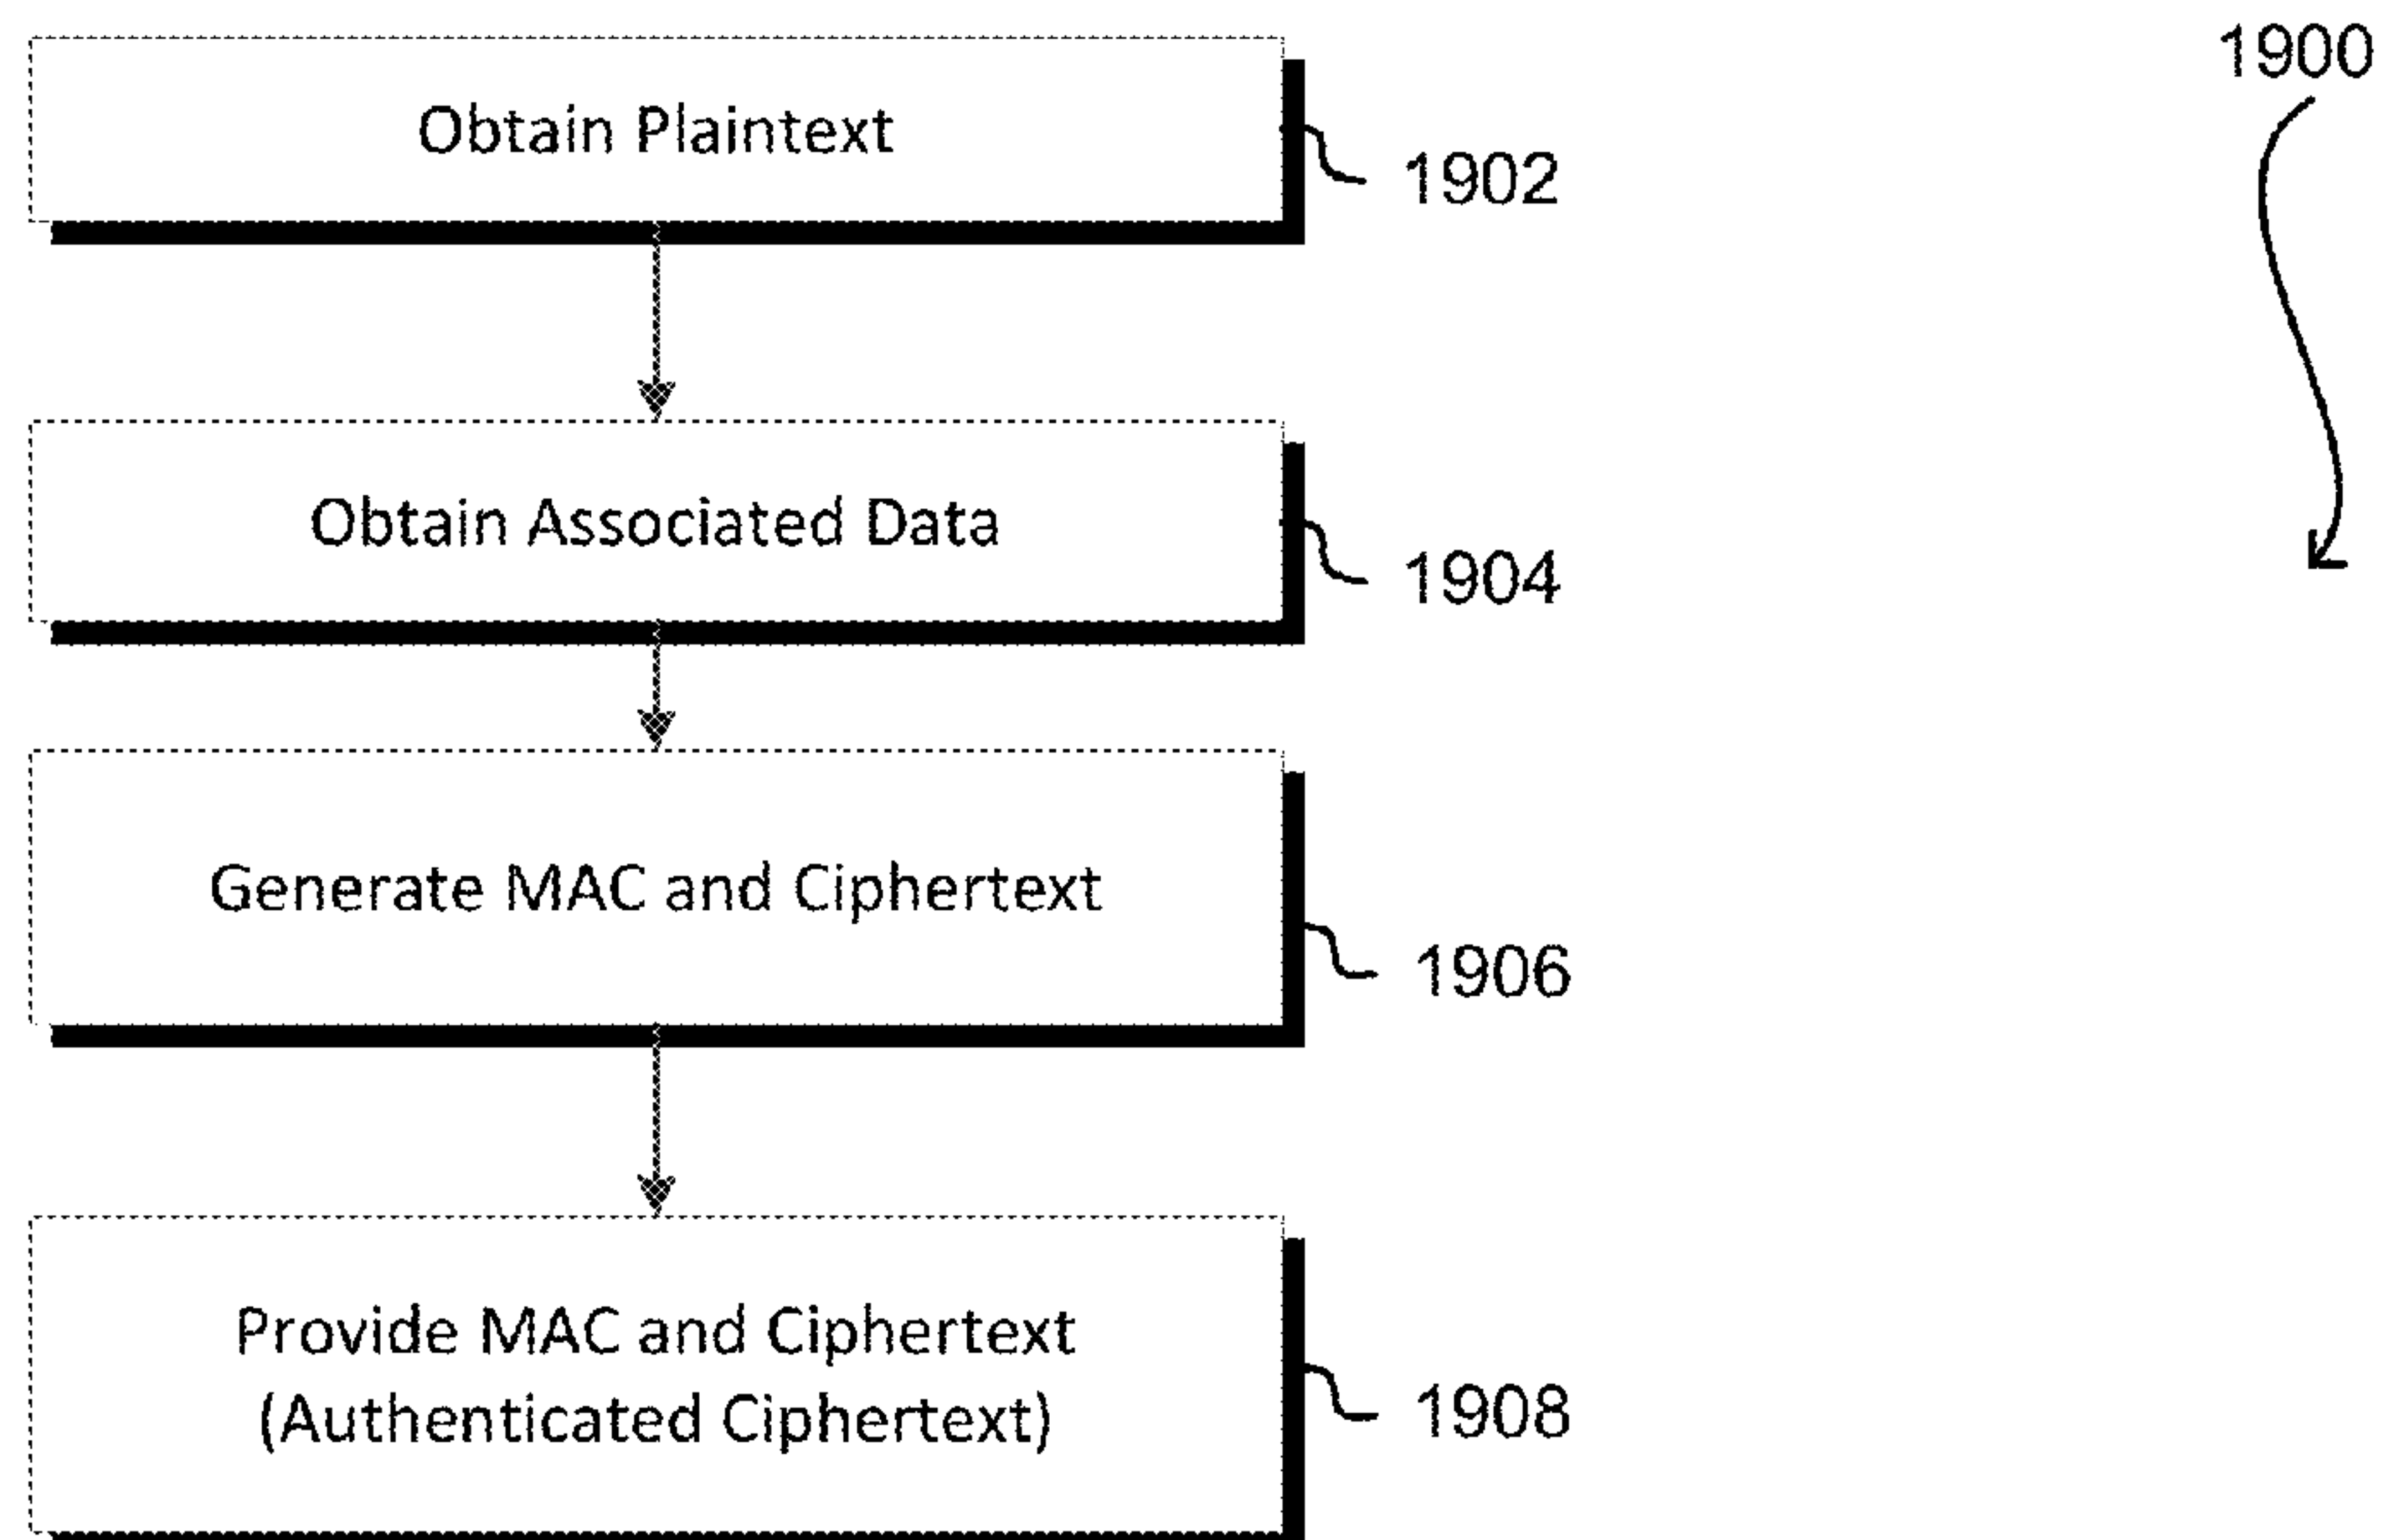 1900
Obtain Plaintext
1902
Obtain Associated Data
1904
Generate MAC and Ciphertext
1906
Provide MAC and Ciphertext
(Authenticated Ciphertext)
1908